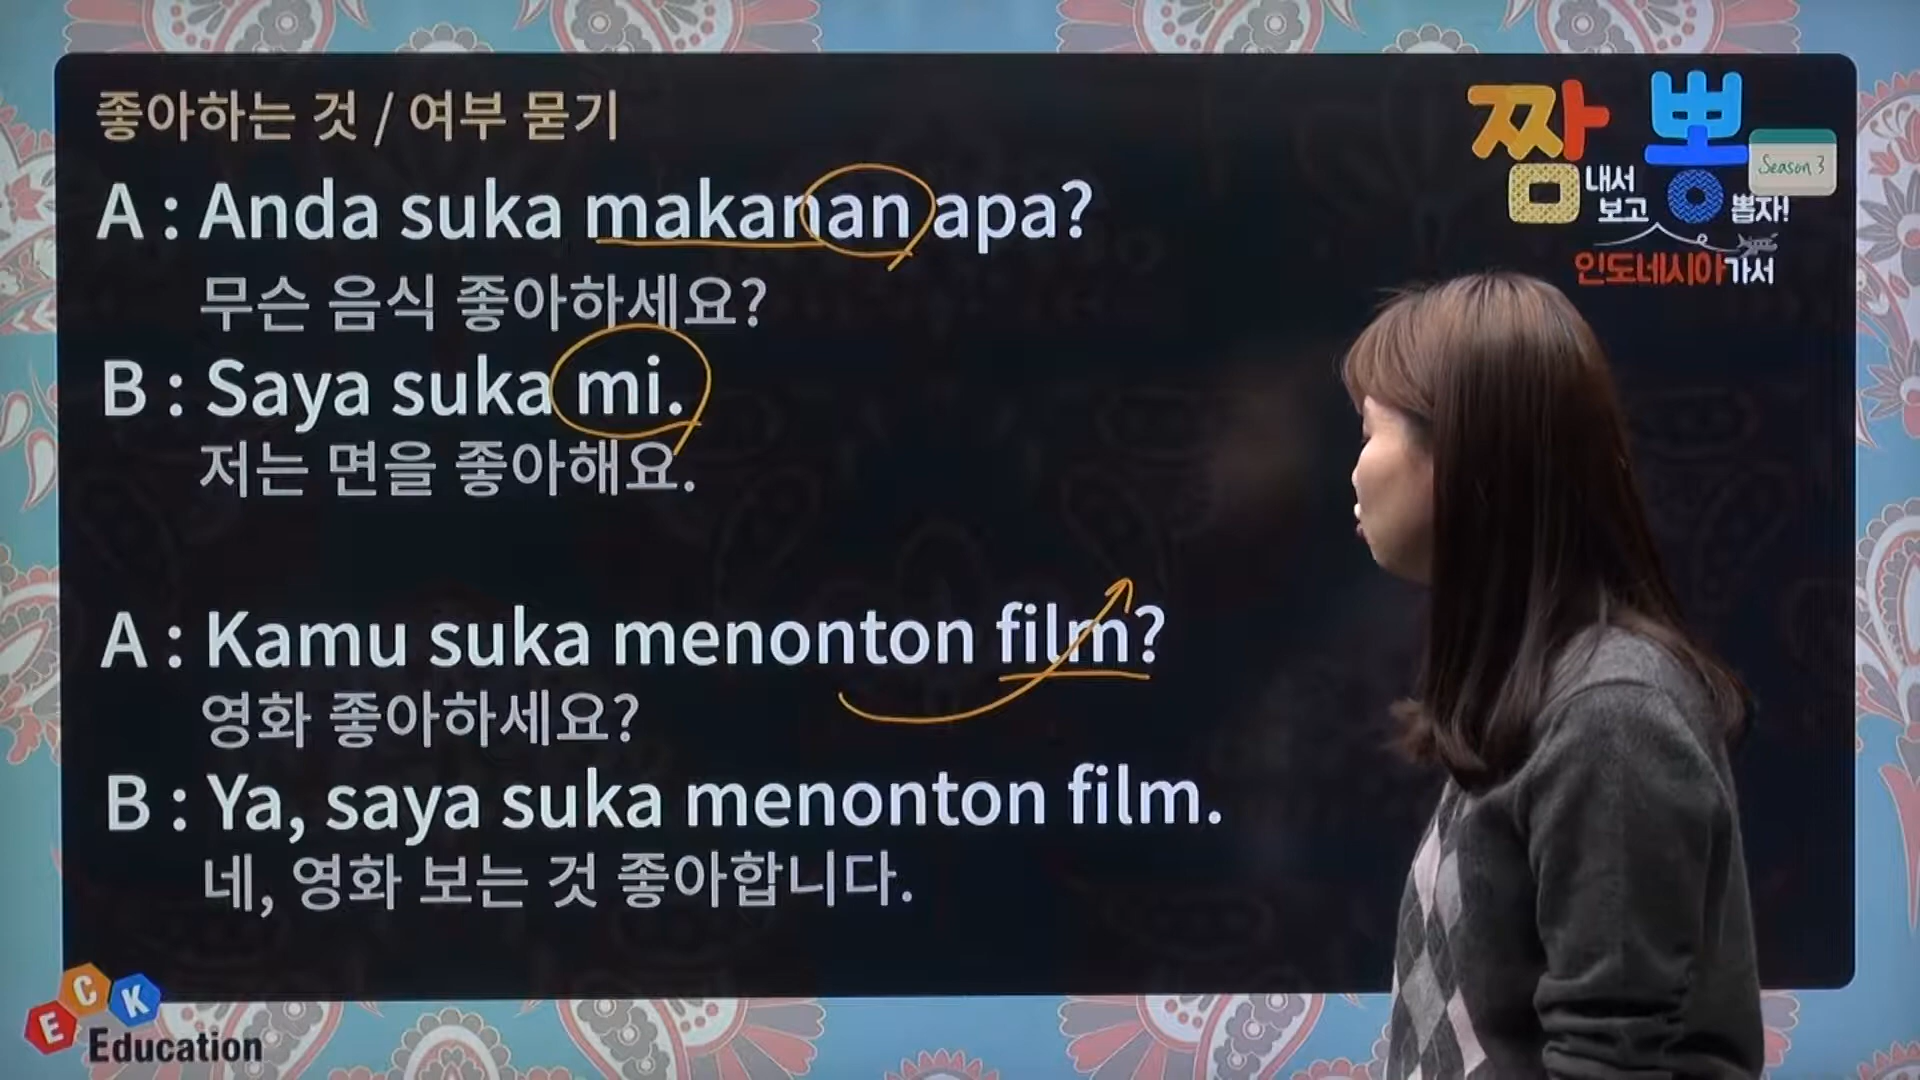 좋아하는 것 / 여부 묻기
A : Anda suka makanan apa?
무슨 음식 좋아하세요?
B : Saya suka mi.
저는 면을 좋아해요.
A : Kamu suka menonton film?
영화 좋아하세요?
B : Ya, saya suka menonton film.
네, 영화 보는 것 좋아합니다.
짬뽕
Season 3
내서
보고
뽑자!
인도네시아가서
ECK
Education